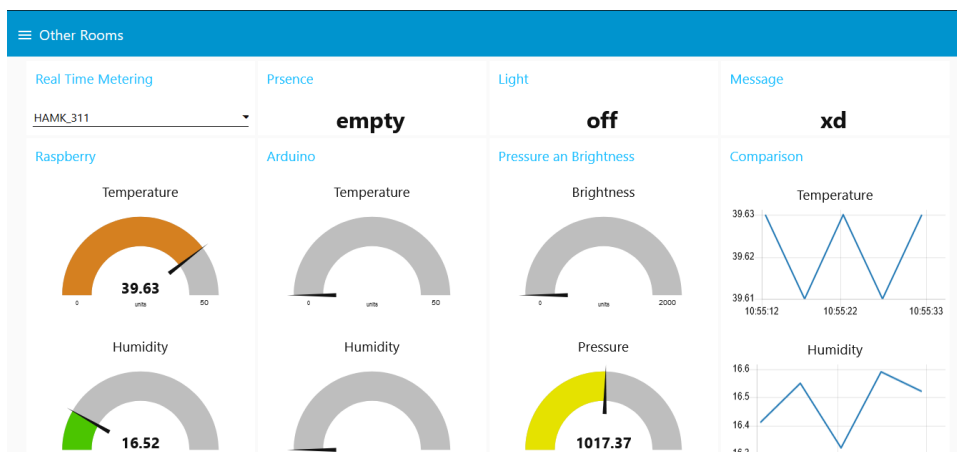 Other Rooms
Real Time Metering
Prsence
Light
Message
HAMK_311
empty
off
xd
Raspberry
Arduino
Pressure an Brightness
Comparison
Temperature
39.63
0
units
50
Temperature
0
units
50
Brightness
0
units
2000
Temperature
39.63
39.62
39.61
10:55:12
10:55:22
10:55:33
Humidity
16.52
Humidity
Pressure
1017.37
Humidity
16.6
16.5
16.4
16.3